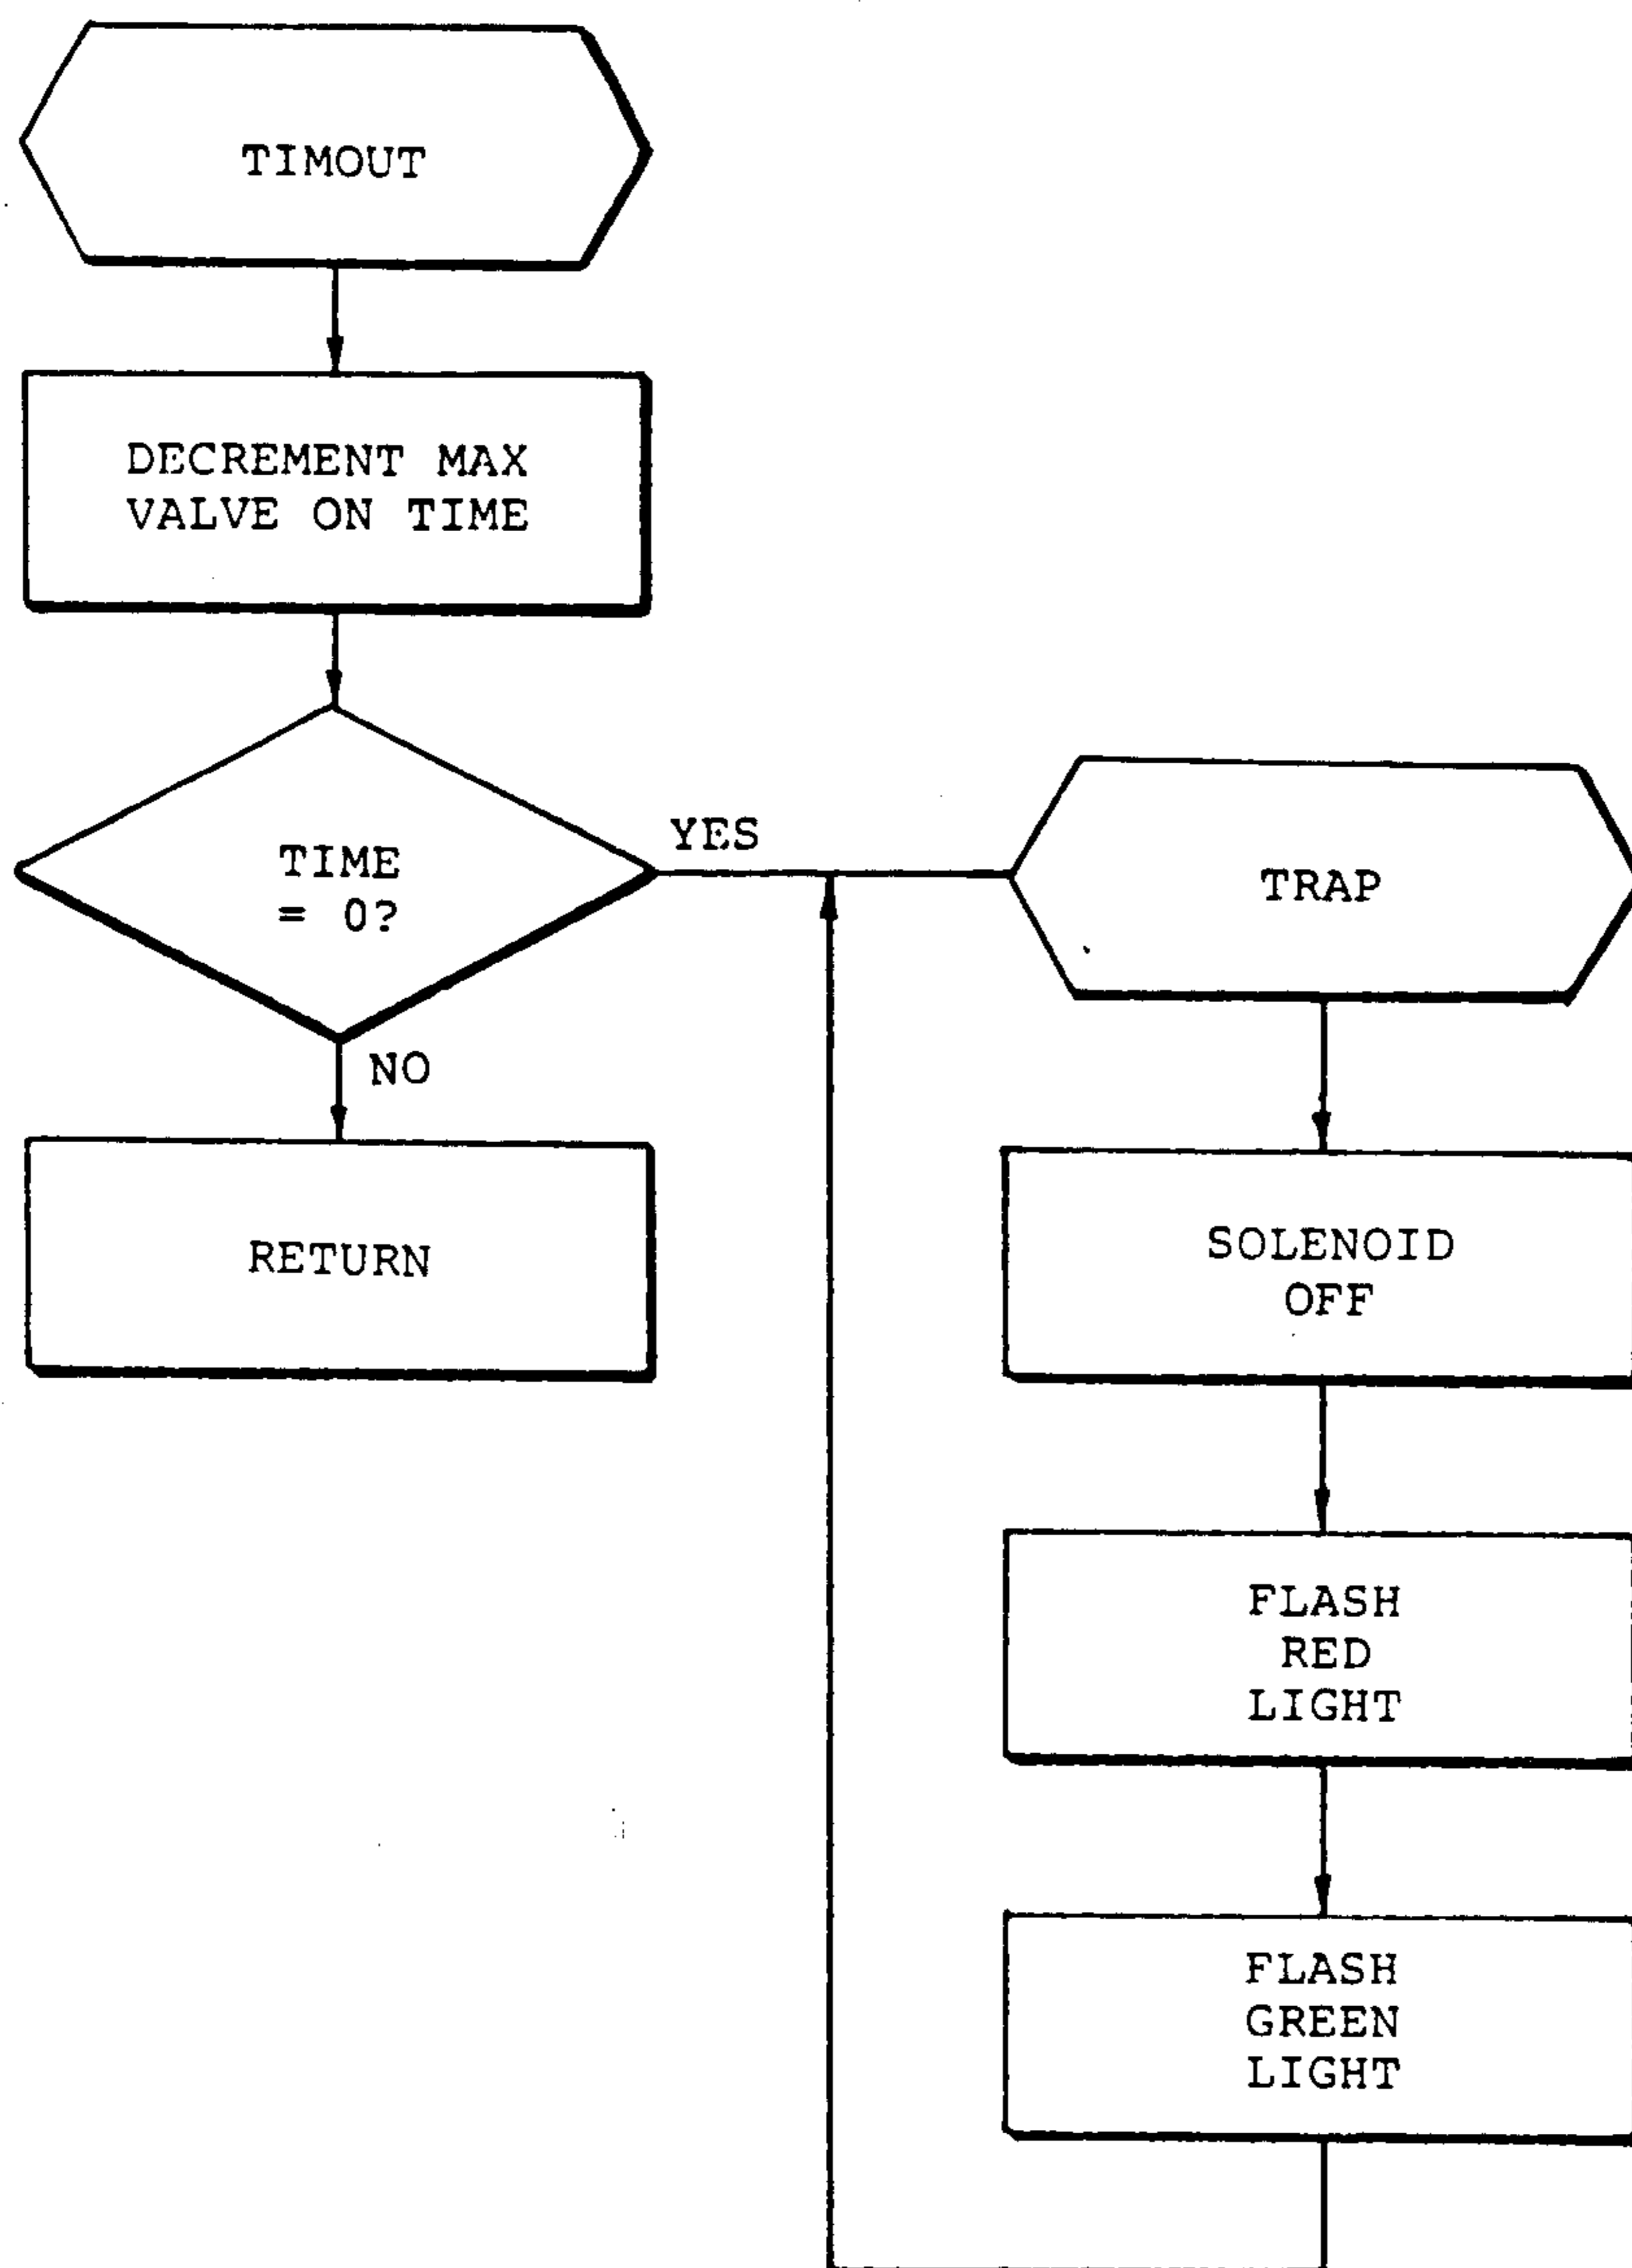 TIMOUT
DECREMENT MAX
VALVE ON TIME
TIME
= 0?
YES
NO
RETURN
TRAP
SOLENOID
OFF
FLASH
RED
LIGHT
FLASH
GREEN
LIGHT